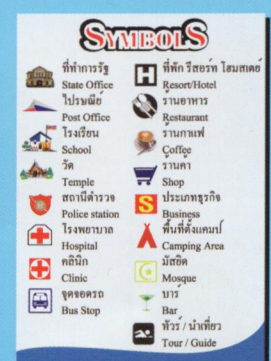 SYMBOLS
ที่ทำการรัฐ
State Office
ไปรษณีย์
Post Office
โรงเรียน
School
วัด
Temple
สถานีตำรวจ
Police station
โรงพยาบาล
Hospital
คลินิก
Clinic
จุดจอดรถ
Bus Stop
H
ที่พัก รีสอร์ท โฮมสเตย์
Resort/Hotel
ร้านอาหาร
Restaurant
ร้านกาแฟ
Coffee
ร้านค้า
Shop
S
ประเภทธุรกิจ
Business
พื้นที่ตั้งแคมป์
Camping Area
มัสยิด
Mosque
บาร์
Bar
ทัวร์ / นำเที่ยว
Tour / Guide